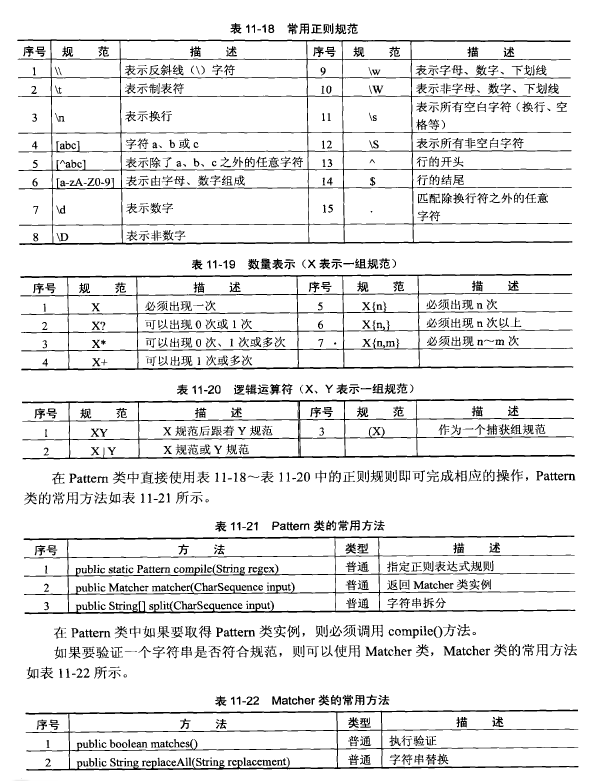 表 11-18 常用正则规范
序号 规 范 描 述 序号 规 范 描 述
1 \\ 表示反斜线（\）字符 9 \w 表示字母、数字、下划线
2 \t 表示制表符 10 \W 表示非字母、数字、下划线
3 \n 表示换行 11 \s 表示所有空白字符（换行、空
格等）
4 [abc] 字符 a、b 或 c 12 \S 表示所有非空白字符
5 [^abc] 表示除了 a、b、c 之外的任意字符 13 ^ 行的开头
6 [a-zA-Z0-9] 表示由字母、数字组成 14 $ 行的结尾
7 \d 表示数字 15 . 匹配除换行符之外的任意
字符
8 \D 表示非数字
表 11-19 数量表示（X 表示一组规范）
序号 规 范 描 述 序号 规 范 描 述
1 X 必须出现一次 5 X{n} 必须出现 n 次
2 X? 可以出现 0 次或 1 次 6 X{n,} 必须出现 n 次以上
3 X* 可以出现 0 次、1 次或多次 7 X{n,m} 必须出现 n～m 次
4 X+ 可以出现 1 次或多次
表 11-20 逻辑运算符（X、Y 表示一组规范）
序号 规 范 描 述 序号 规 范 描 述
1 XY X 规范后跟着 Y 规范 3 (X) 作为一个捕获组规范
2 X | Y X 规范或 Y 规范
在 Pattern 类中直接使用表 11-18～表 11-20 中的正则规则即可完成相应的操作，Pattern
类的常用方法如表 11-21 所示。
表 11-21 Pattern 类的常用方法
序号 方 法 类型 描 述
1 public static Pattern compile(String regex) 普通 指定正则表达式规则
2 public Matcher matcher(CharSequence input) 普通 返回 Matcher 类实例
3 public String[] split(CharSequence input) 普通 字符串拆分
在 Pattern 类中如果要取得 Pattern 类实例，则必须调用 compile()方法。
如果要验证一个字符串是否符合规范，则可以使用 Matcher 类，Matcher 类的常用方法
如表 11-22 所示。
表 11-22 Matcher 类的常用方法
序号 方 法 类型 描 述
1 public boolean matches() 普通 执行验证
2 public String replaceAll(String replacement) 普通 字符串替换